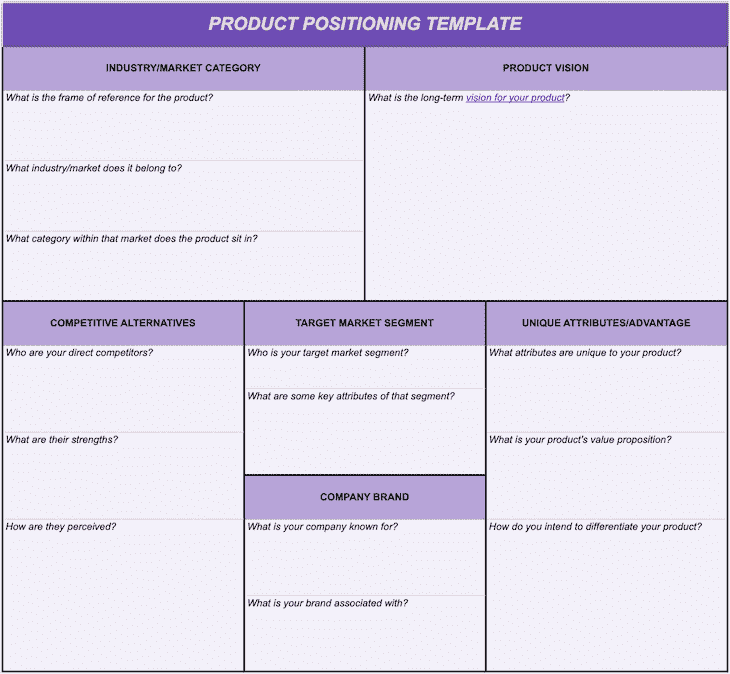 PRODUCT POSITIONING TEMPLATE
INDUSTRY/MARKET CATEGORY
What is the frame of reference for the product?
What industry/market does it belong to?
What category within that market does the product sit in?
PRODUCT VISION
What is the long-term vision for your product?
COMPETITIVE ALTERNATIVES
Who are your direct competitors?
What are their strengths?
How are they perceived?
TARGET MARKET SEGMENT
Who is your target market segment?
What are some key attributes of that segment?
COMPANY BRAND
What is your company known for?
What is your brand associated with?
UNIQUE ATTRIBUTES/ADVANTAGE
What attributes are unique to your product?
What is your product's value proposition?
How do you intend to differentiate your product?